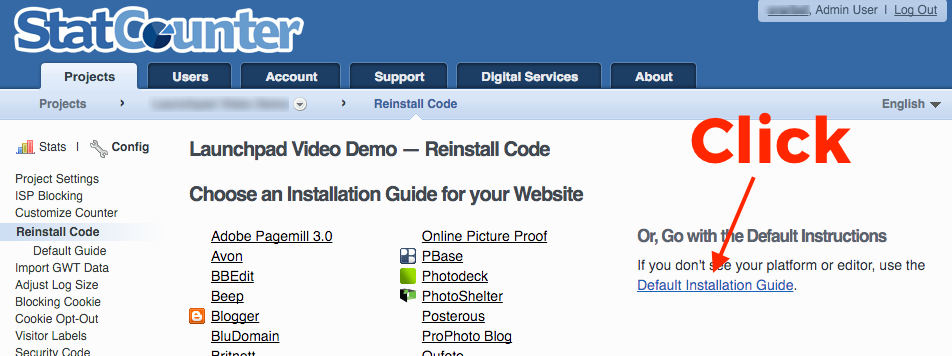 StatCounter
, Admin User | Log Out
Projects
Users
Account
Support
Digital Services
About
Projects › › Reinstall Code
English
Click
Stats | Config
Project Settings
ISP Blocking
Customize Counter
Reinstall Code
Default Guide
Import GWT Data
Adjust Log Size
Blocking Cookie
Cookie Opt-Out
Visitor Labels
Security Code
Launchpad Video Demo — Reinstall Code
Choose an Installation Guide for your Website
Adobe Pagemill 3.0
Avon
BBEdit
Beep
Blogger
BluDomain
Britnett
Online Picture Proof
PBase
Photodeck
PhotoShelter
Posterous
ProPhoto Blog
Qufoto
Or, Go with the Default Instructions
If you don't see your platform or editor, use the
Default Installation Guide.